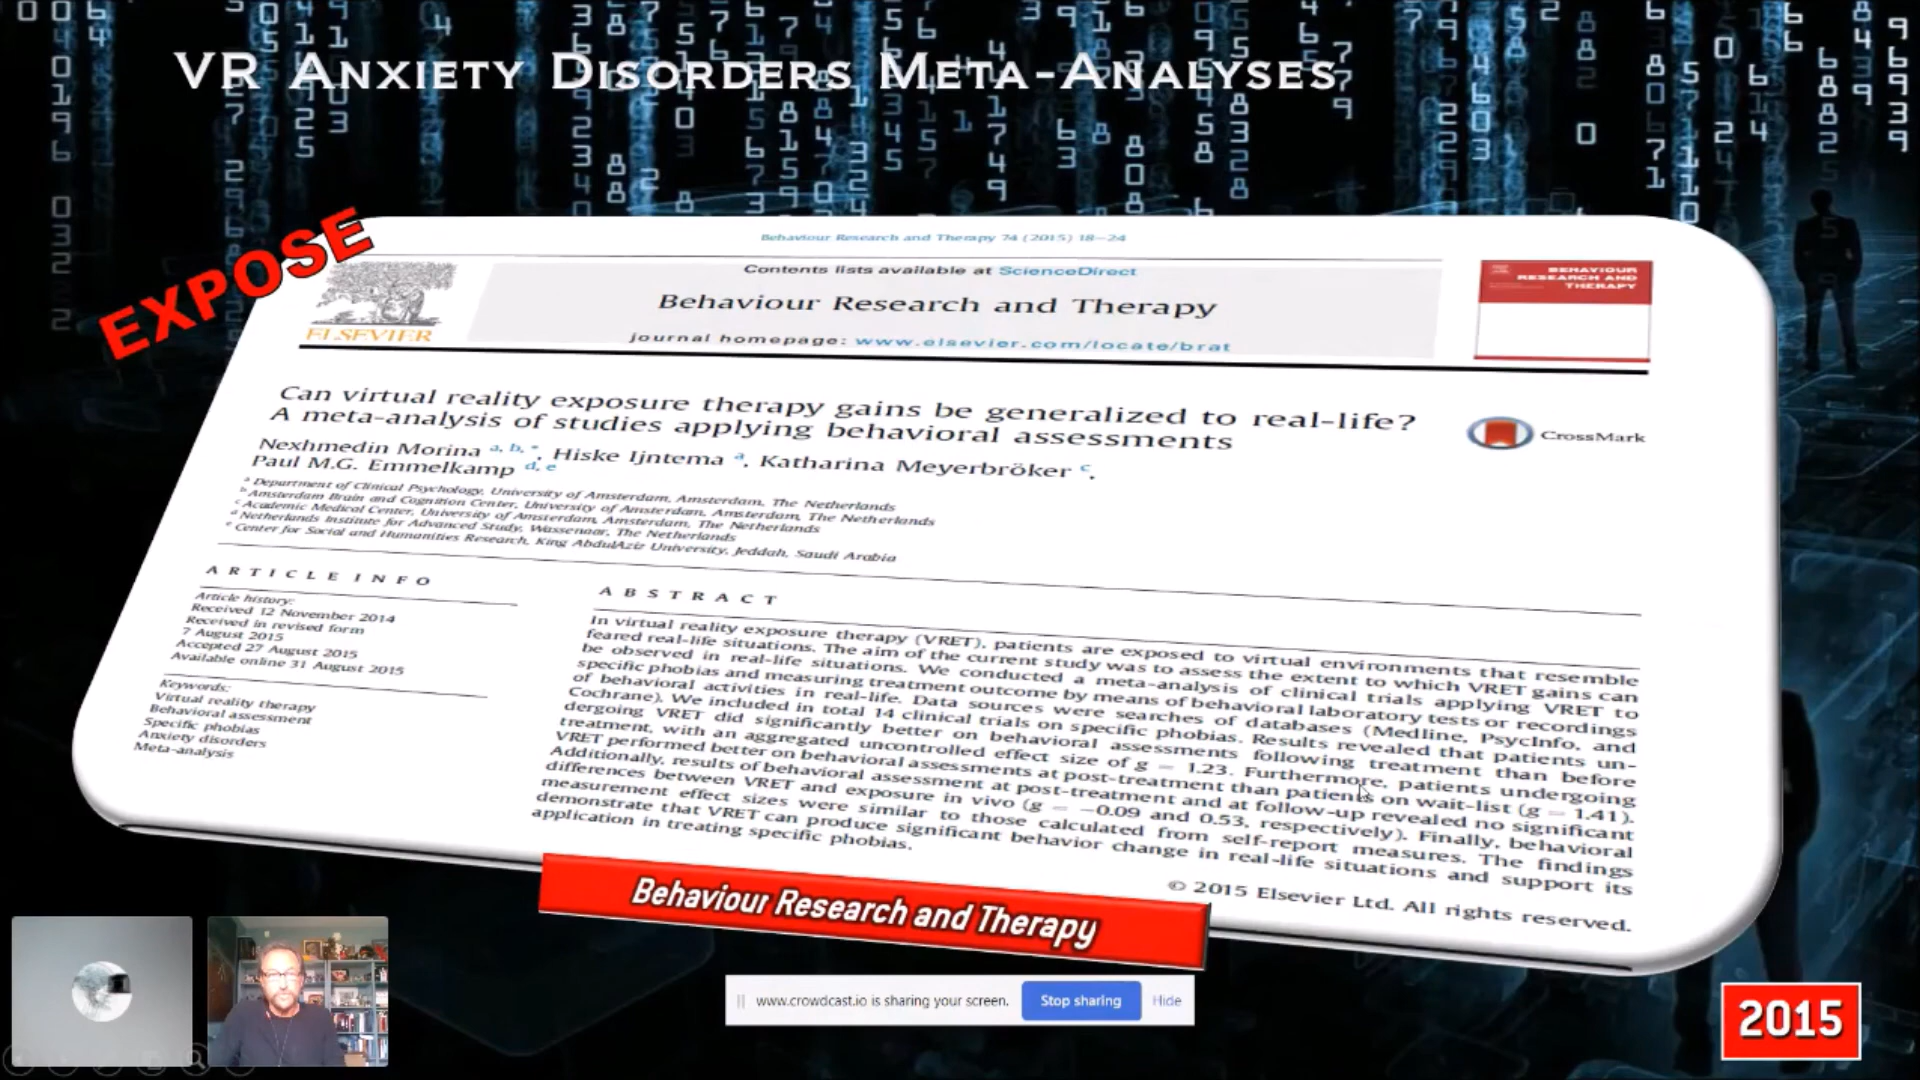 VR Anxiety Disorders Meta-Analyses
EXPOSE
Behaviour Research and Therapy 74 (2015) 18–24
Contents lists available at ScienceDirect
Behaviour Research and Therapy
journal homepage: www.elsevier.com/locate/brat
ELSEVIER
BEHAVIOUR
RESEARCH AND
THERAPY
Can virtual reality exposure therapy gains be generalized to real-life?
A meta-analysis of studies applying behavioral assessments
CrossMark
Nexhmedin Morina a, b, *, Hiske Ijntema a, Katharina Meyerbröker c,
Paul M.G. Emmelkamp d, e
a Department of Clinical Psychology, University of Amsterdam, Amsterdam, The Netherlands
b Amsterdam Brain and Cognition Center, University of Amsterdam, Amsterdam, The Netherlands
c Academic Medical Center, University of Amsterdam, Amsterdam, The Netherlands
d Netherlands Institute for Advanced Study, Wassenaar, The Netherlands
e Center for Social and Humanities Research, King AbdulAziz University, Jeddah, Saudi Arabia
ARTICLE INFO
Article history:
Received 12 November 2014
Received in revised form
7 August 2015
Accepted 27 August 2015
Available online 31 August 2015
Keywords:
Virtual reality therapy
Behavioral assessment
Specific phobias
Anxiety disorders
Meta-analysis
ABSTRACT
In virtual reality exposure therapy (VRET), patients are exposed to virtual environments that resemble
feared real-life situations. The aim of the current study was to assess the extent to which VRET gains can
be observed in real-life situations. We conducted a meta-analysis of clinical trials applying VRET to
specific phobias and measuring treatment outcome by means of behavioral laboratory tests or recordings
of behavioral activities in real-life. Data sources were searches of databases (Medline, PsycInfo, and
Cochrane). We included in total 14 clinical trials on specific phobias. Results revealed that patients un-
dergoing VRET did significantly better on behavioral assessments following treatment than before
treatment, with an aggregated uncontrolled effect size of g = 1.23. Furthermore, patients undergoing
VRET performed better on behavioral assessments at post-treatment than patients on wait-list (g = 1.41).
Additionally, results of behavioral assessment at post-treatment and at follow-up revealed no significant
differences between VRET and exposure in vivo (g = −0.09 and 0.53, respectively). Finally, behavioral
measurement effect sizes were similar to those calculated from self-report measures. The findings
demonstrate that VRET can produce significant behavior change in real-life situations and support its
application in treating specific phobias.
© 2015 Elsevier Ltd. All rights reserved.
Behaviour Research and Therapy
www.crowdcast.io is sharing your screen.
Stop sharing
Hide
2015